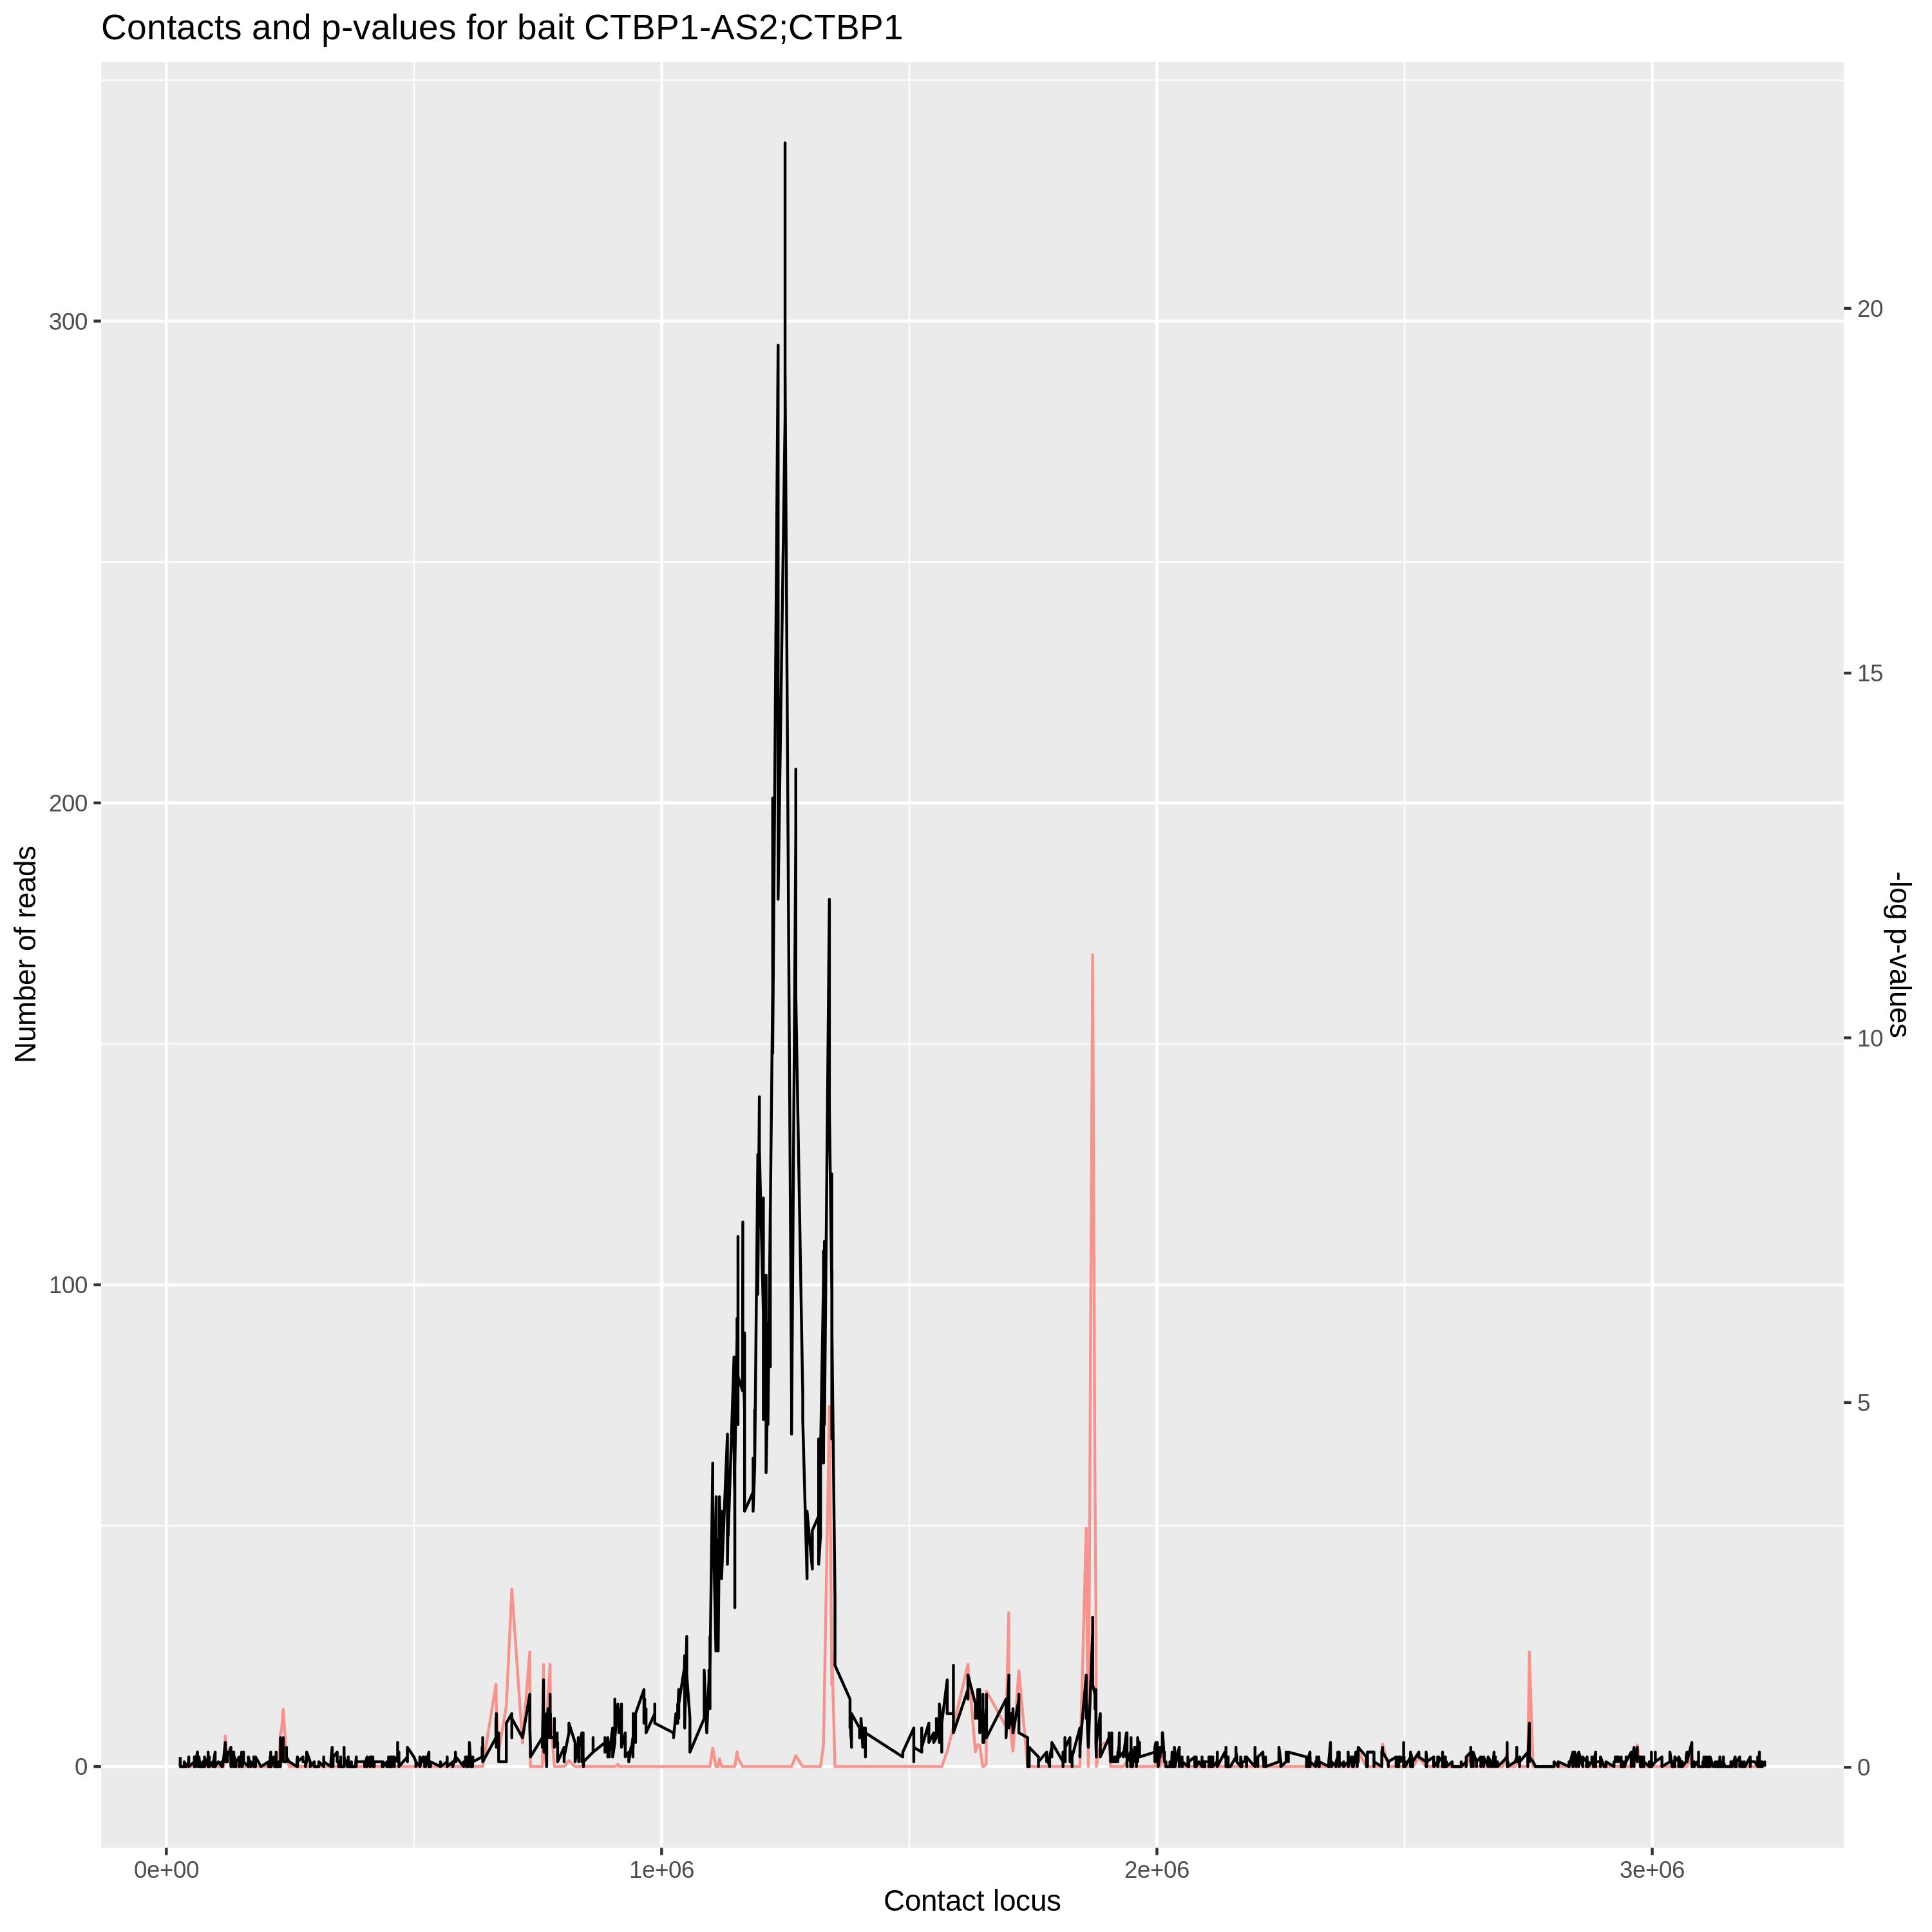 Contacts and p-values for bait CTBP1-AS2;CTBP1
300
200
100
0
Number of reads
20
15
10
5
0
-log p-values
0e+00
1e+06
2e+06
3e+06
Contact locus